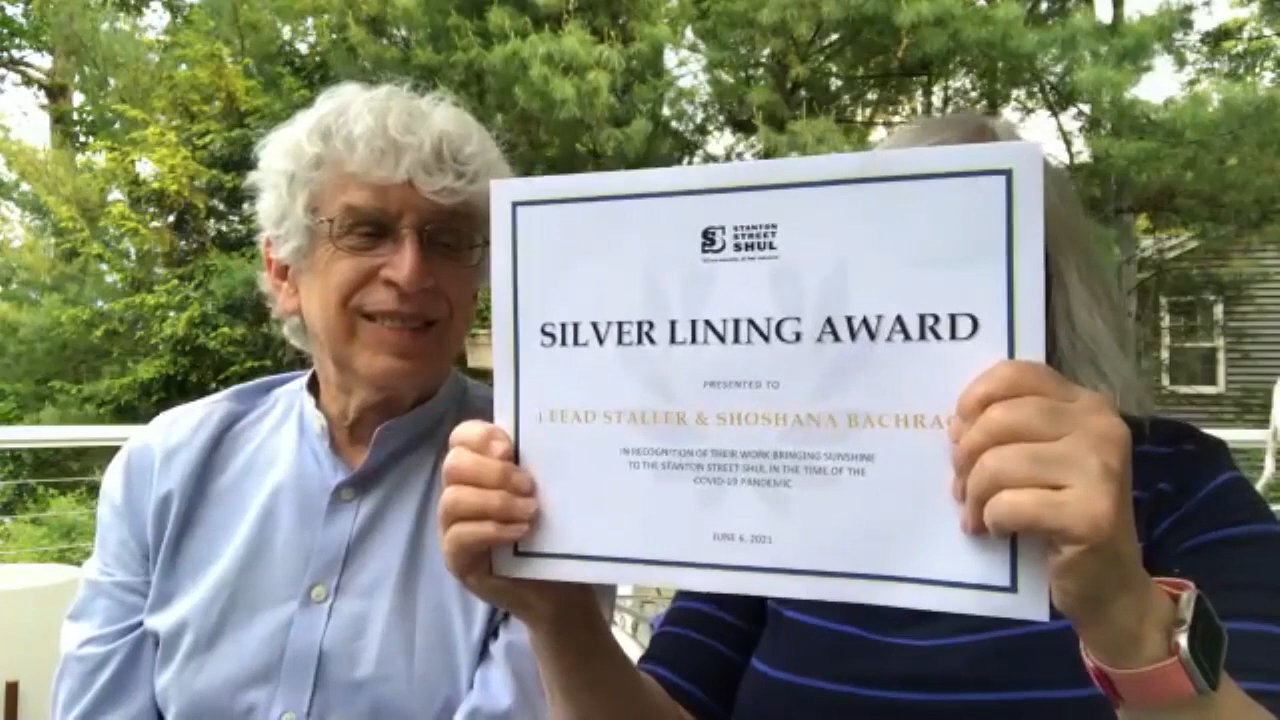 STANTON
STREET
SHUL
SILVER LINING AWARD
PRESENTED TO
STALLER & SHOSHANA
IN RECOGNITION OF THEIR WORK BRINGING SUNSHINE
TO THE STANTON STREET SHUL IN THE TIME OF THE
COVID-19 PANDEMIC
JUNE 6, 2021